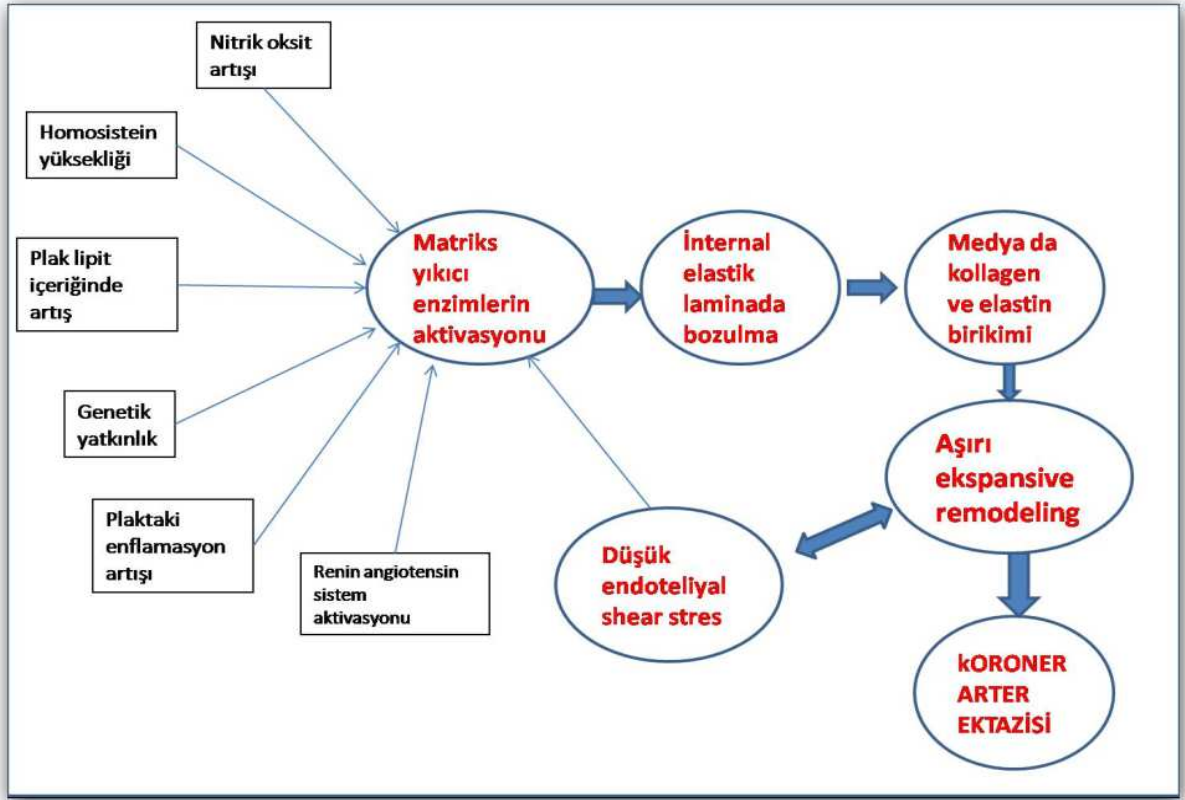 Nitrik oksit
artışı
Homosistein
yüksekliği
Plak lipit
içeriğinde
artış
Genetik
yatkınlık
Plaktaki
enflamasyon
artışı
Renin angiotensin
sistem
aktivasyonu
Matriks
yıkıcı
enzimlerin
aktivasyonu
İnternal
elastik
laminada
bozulma
Medya da
kollagen
ve elastin
birikimi
Aşırı
ekspansive
remodeling
Düşük
endoteliyal
shear stres
kORONER
ARTER
EKTAZİSİ